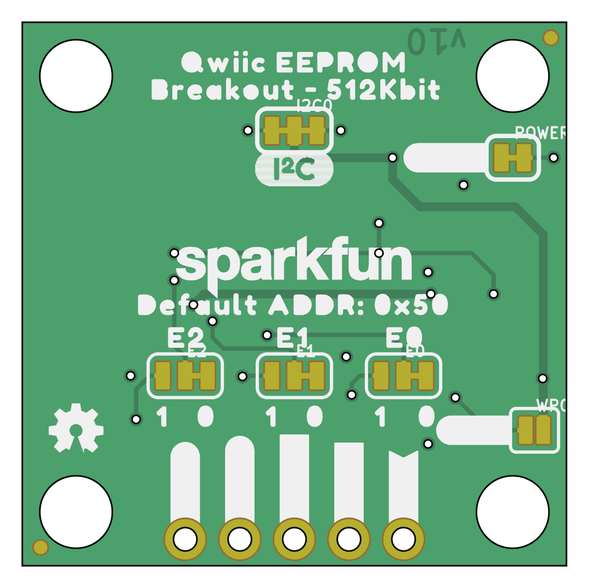 v10
Qwiic EEPROM
Breakout - 512Kbit
I2C0
POWER
I²C
sparkfun
Default ADDR: 0x50
E2 E1 E0
E2 E1 E0
1 0 1 0 1 0
WRO